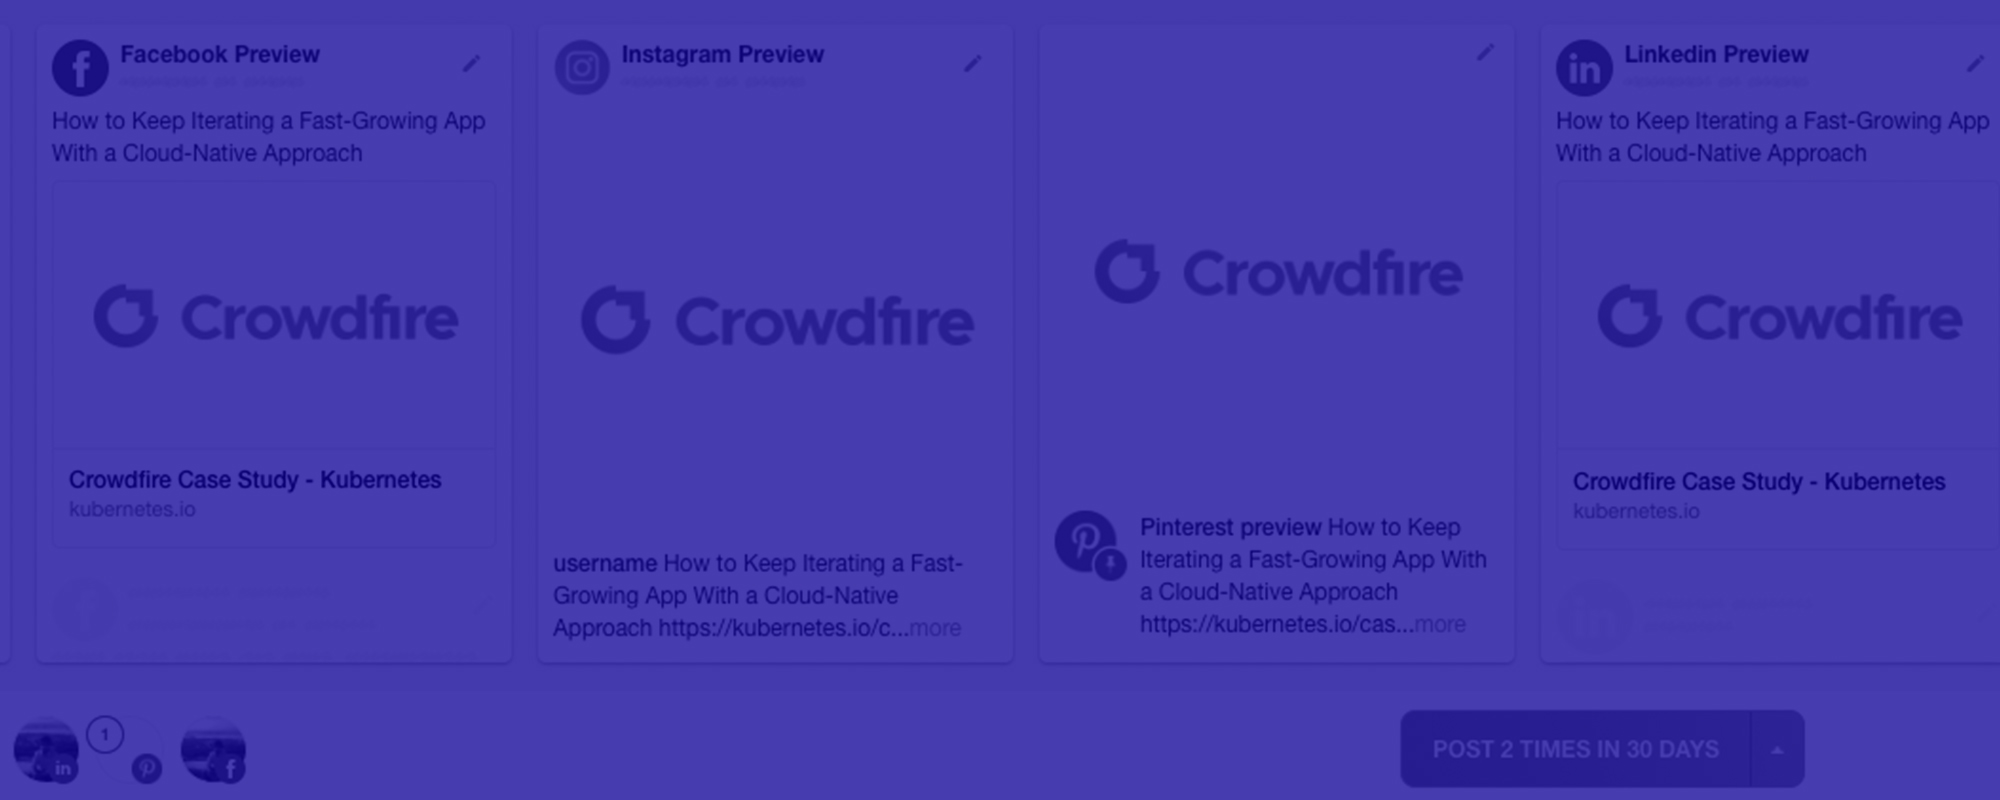 Facebook Preview
How to Keep Iterating a Fast-Growing App
With a Cloud-Native Approach
Crowdfire
Crowdfire Case Study - Kubernetes
kubernetes.io
Instagram Preview
Crowdfire
username How to Keep Iterating a Fast-
Growing App With a Cloud-Native
Approach https://kubernetes.io/c...more
Crowdfire
Pinterest preview How to Keep
Iterating a Fast-Growing App With
a Cloud-Native Approach
https://kubernetes.io/cas...more
Linkedin Preview
How to Keep Iterating a Fast-Growing App
With a Cloud-Native Approach
Crowdfire
Crowdfire Case Study - Kubernetes
kubernetes.io
1
POST 2 TIMES IN 30 DAYS